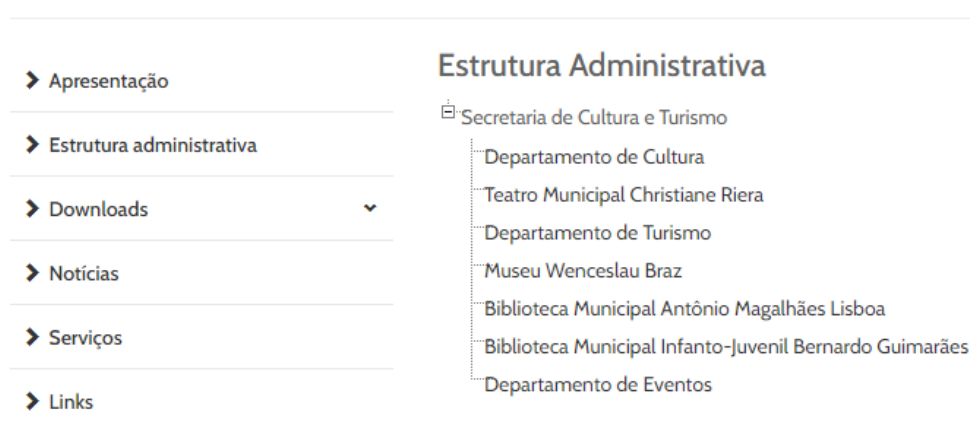 Apresentação
Estrutura administrativa
Downloads
Notícias
Serviços
Links
Estrutura Administrativa
Secretaria de Cultura e Turismo
Departamento de Cultura
Teatro Municipal Christiane Riera
Departamento de Turismo
Museu Wenceslau Braz
Biblioteca Municipal Antônio Magalhães Lisboa
Biblioteca Municipal Infanto-Juvenil Bernardo Guimarães
Departamento de Eventos